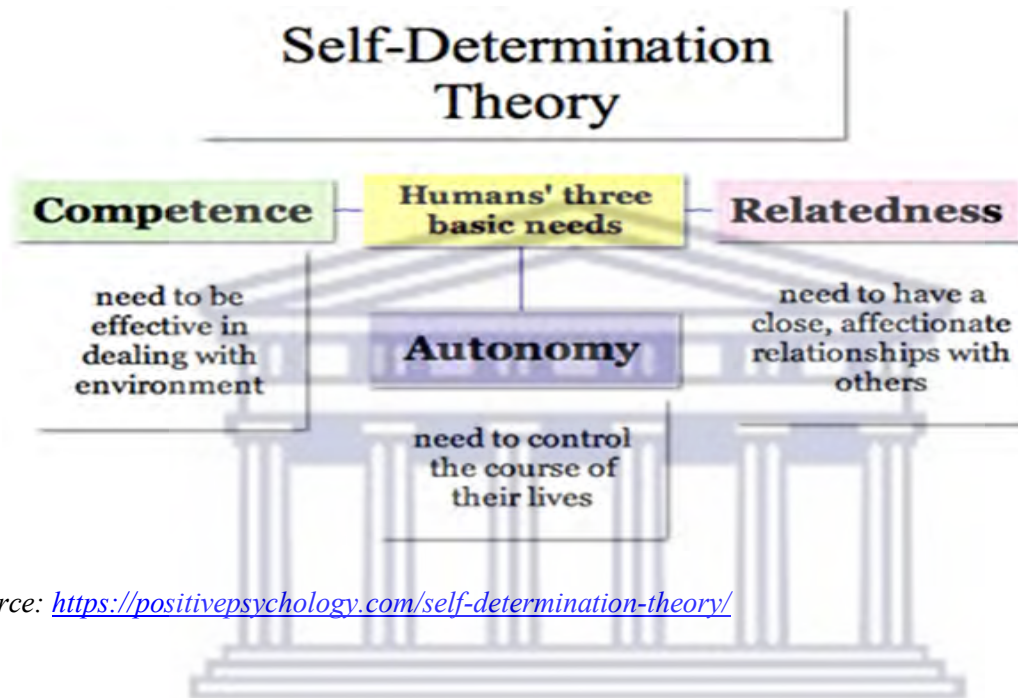 Self-Determination
Theory
Competence
Humans' three
basic needs
Relatedness
need to be
effective in
dealing with
environment
Autonomy
need to have a
close, affectionate
relationships with
others
need to control
the course of
their lives
rce: https://positivepsychology.com/self-determination-theory/